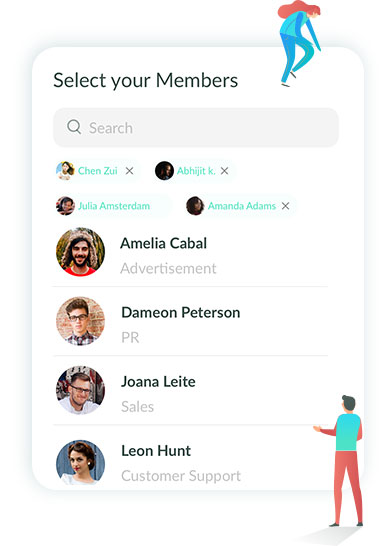 Select your Members
Search
Chen Zui Abhijit k.
Julia Amsterdam Amanda Adams
Amelia Cabal
Advertisement
Dameon Peterson
PR
Joana Leite
Sales
Leon Hunt
Customer Support